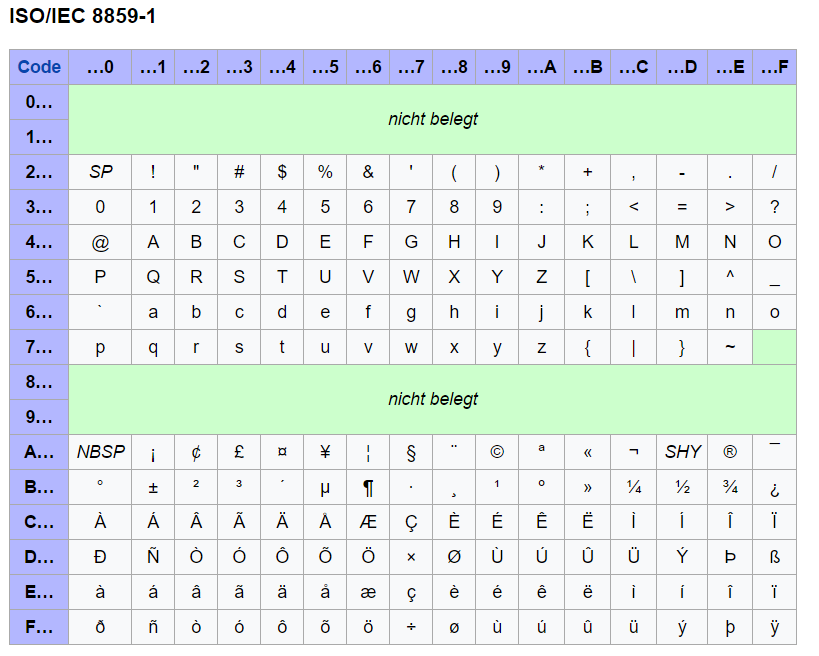 ISO/IEC 8859-1
Code …0 …1 …2 …3 …4 …5 …6 …7 …8 …9 …A …B …C …D …E …F
0…
nicht belegt
1…
2… SP ! " # $ % & ' ( ) * + , - . /
3… 0 1 2 3 4 5 6 7 8 9 : ; < = > ?
4… @ A B C D E F G H I J K L M N O
5… P Q R S T U V W X Y Z [ \ ] ^ _
6… ` a b c d e f g h i j k l m n o
7… p q r s t u v w x y z { | } ~
8…
nicht belegt
9…
A… NBSP ¡ ¢ £ ¤ ¥ ¦ § ¨ © ª « ¬ SHY ® ¯
B… ° ± ² ³ ´ µ ¶ · ¸ ¹ º » ¼ ½ ¾ ¿
C… À Á Â Ã Ä Å Æ Ç È É Ê Ë Ì Í Î Ï
D… Ð Ñ Ò Ó Ô Õ Ö × Ø Ù Ú Û Ü Ý Þ ß
E… à á â ã ä å æ ç è é ê ë ì í î ï
F… ð ñ ò ó ô õ ö ÷ ø ù ú û ü ý þ ÿ